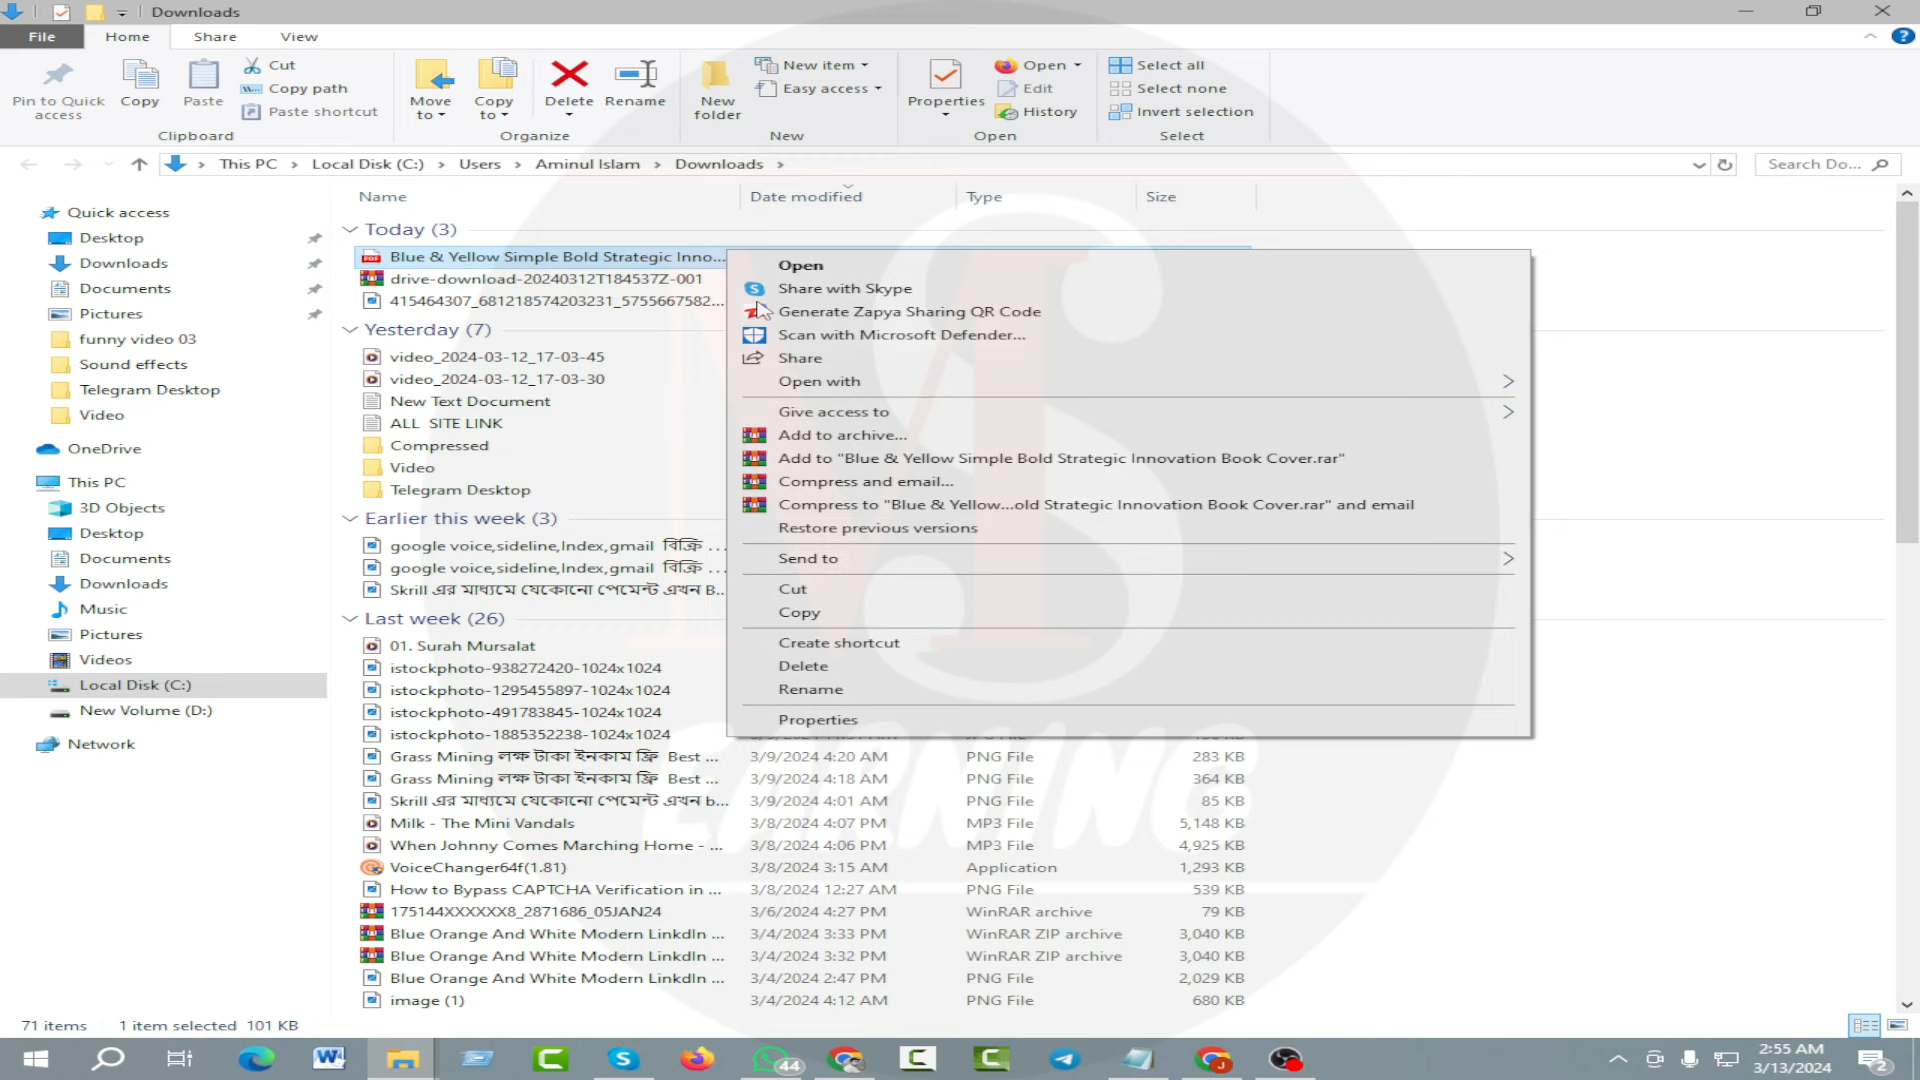 Downloads
File Home Share View
Pin to Quick access
Copy
Paste
Cut
Copy path
Paste shortcut
Clipboard
Move to
Copy to
Delete
Rename
Organize
New folder
New item
Easy access
New
Properties
Open
Edit
History
Open
Select all
Select none
Invert selection
Select
This PC > Local Disk (C:) > Users > Aminul Islam > Downloads >
Search Do...
Quick access
Desktop
Downloads
Documents
Pictures
funny video 03
Sound effects
Telegram Desktop
Video
OneDrive
This PC
3D Objects
Desktop
Documents
Downloads
Music
Pictures
Videos
Local Disk (C:)
New Volume (D:)
Network
Name Date modified Type Size
Today (3)
Blue & Yellow Simple Bold Strategic Inno...
drive-download-20240312T184537Z-001
415464307_681218574203231_5755667582...
Yesterday (7)
video_2024-03-12_17-03-45
video_2024-03-12_17-03-30
New Text Document
ALL SITE LINK
Compressed
Video
Telegram Desktop
Earlier this week (3)
google voice,sideline,Index,gmail বিক্রি ...
google voice,sideline,Index,gmail বিক্রি ...
Skrill এর মাধ্যমে যেকোনো পেমেন্ট এখন B...
Last week (26)
01. Surah Mursalat
istockphoto-938272420-1024x1024
istockphoto-1295455897-1024x1024
istockphoto-491783845-1024x1024
istockphoto-1885352238-1024x1024
Grass Mining লক্ষ টাকা ইনকাম ফ্রি Best ... 3/9/2024 4:20 AM PNG File 283 KB
Grass Mining লক্ষ টাকা ইনকাম ফ্রি Best ... 3/9/2024 4:18 AM PNG File 364 KB
Skrill এর মাধ্যমে যেকোনো পেমেন্ট এখন b... 3/9/2024 4:01 AM PNG File 85 KB
Milk - The Mini Vandals 3/8/2024 4:07 PM MP3 File 5,148 KB
When Johnny Comes Marching Home - ... 3/8/2024 4:06 PM MP3 File 4,925 KB
VoiceChanger64f(1.81) 3/8/2024 3:15 AM Application 1,293 KB
How to Bypass CAPTCHA Verification in ... 3/8/2024 12:27 AM PNG File 539 KB
175144XXXXXX8_2871686_05JAN24 3/6/2024 4:27 PM WinRAR archive 79 KB
Blue Orange And White Modern LinkdIn ... 3/4/2024 3:33 PM WinRAR ZIP archive 3,040 KB
Blue Orange And White Modern LinkdIn ... 3/4/2024 3:32 PM WinRAR ZIP archive 3,040 KB
Blue Orange And White Modern LinkdIn ... 3/4/2024 2:47 PM PNG File 2,029 KB
image (1) 3/4/2024 4:12 AM PNG File 680 KB
Open
Share with Skype
Generate Zapya Sharing QR Code
Scan with Microsoft Defender...
Share
Open with
Give access to
Add to archive...
Add to "Blue & Yellow Simple Bold Strategic Innovation Book Cover.rar"
Compress and email...
Compress to "Blue & Yellow...old Strategic Innovation Book Cover.rar" and email
Restore previous versions
Send to
Cut
Copy
Create shortcut
Delete
Rename
Properties
MS
EARNING
71 items 1 item selected 101 KB
44
2:55 AM
3/13/2024
2